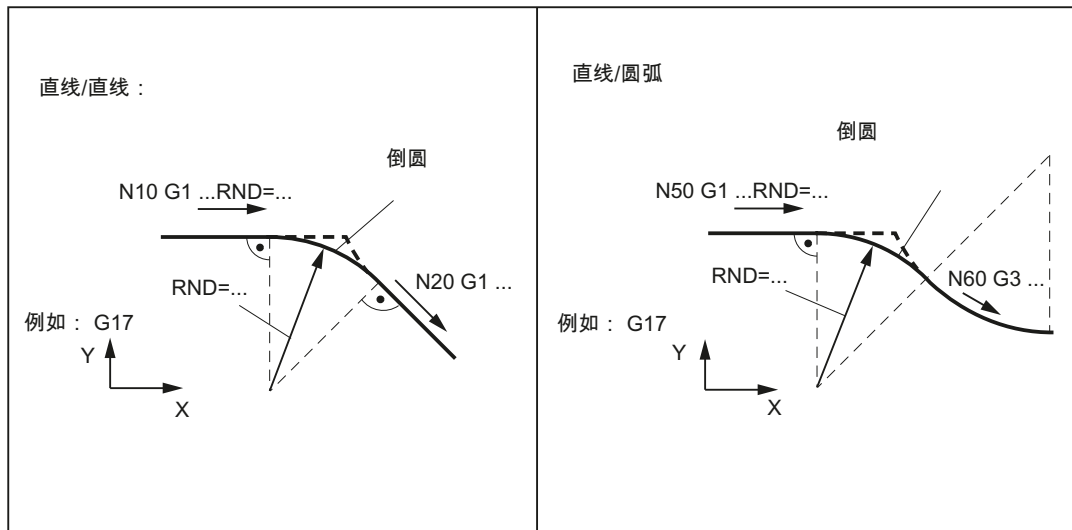 直线/直线：
倒圆
N10 G1 ...RND=...
RND=...
N20 G1 ...
例如： G17
Y
X
直线/圆弧
倒圆
N50 G1 ...RND=...
RND=...
N60 G3 ...
例如： G17
Y
X